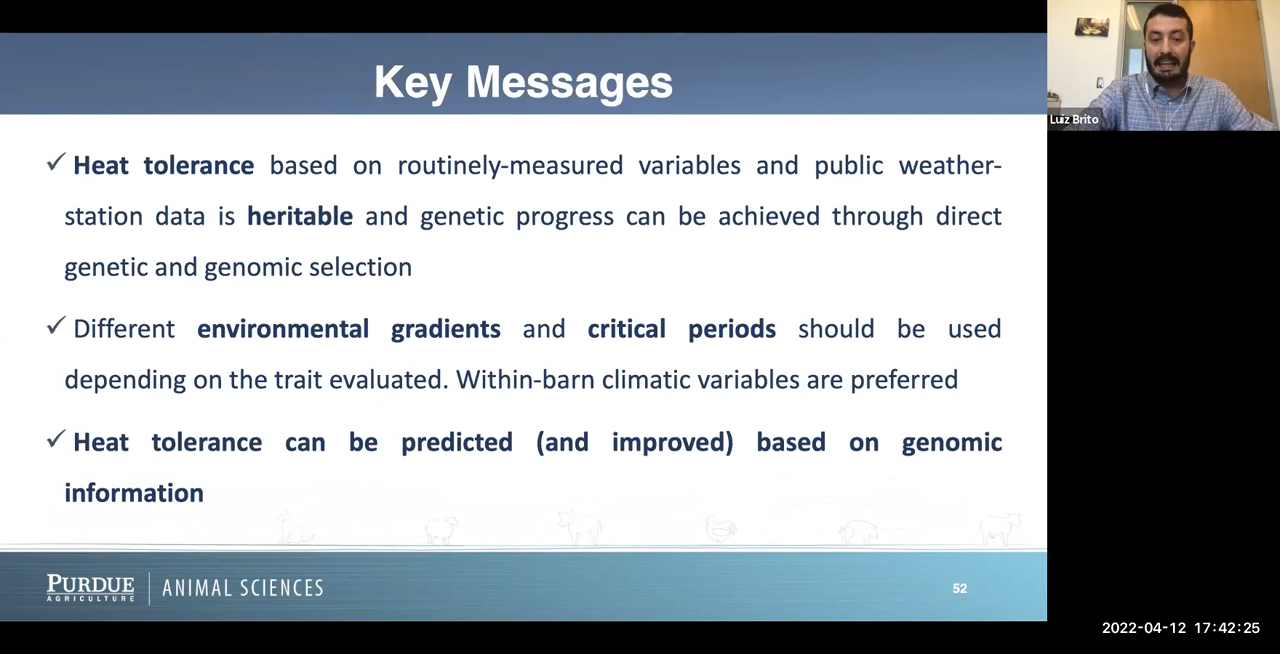 Key Messages
Luiz Brito
✓ Heat tolerance based on routinely-measured variables and public weather-
station data is heritable and genetic progress can be achieved through direct
genetic and genomic selection
✓ Different environmental gradients and critical periods should be used
depending on the trait evaluated. Within-barn climatic variables are preferred
✓ Heat tolerance can be predicted (and improved) based on genomic
information
PURDUE
AGRICULTURE
ANIMAL SCIENCES
52
2022-04-12 17:42:25